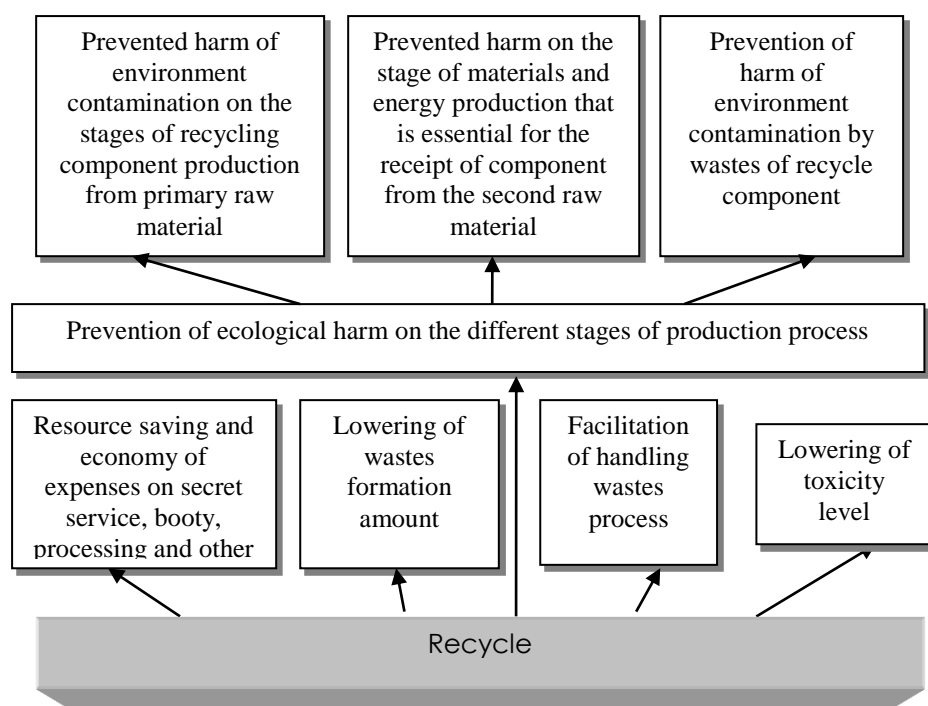 Prevented harm of
environment
contamination on the
stages of recycling
component production
from primary raw
material
Prevented harm on the
stage of materials and
energy production that
is essential for the
receipt of component
from the second raw
material
Prevention of
harm of
environment
contamination by
wastes of recycle
component
Prevention of ecological harm on the different stages of production process
Resource saving and
economy of
expenses on secret
service, booty,
processing and other
Lowering of
wastes
formation
amount
Facilitation
of handling
wastes
process
Lowering of
toxicity
level
Recycle